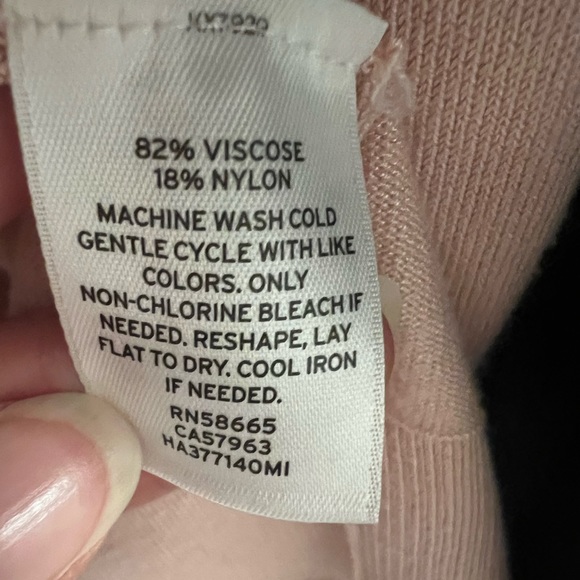 82% VISCOSE
18% NYLON
MACHINE WASH COLD
GENTLE CYCLE WITH LIKE
COLORS. ONLY
NON-CHLORINE BLEACH IF
NEEDED. RESHAPE, LAY
FLAT TO DRY. COOL IRON
IF NEEDED.
RN58665
CA57963
HA377140MI